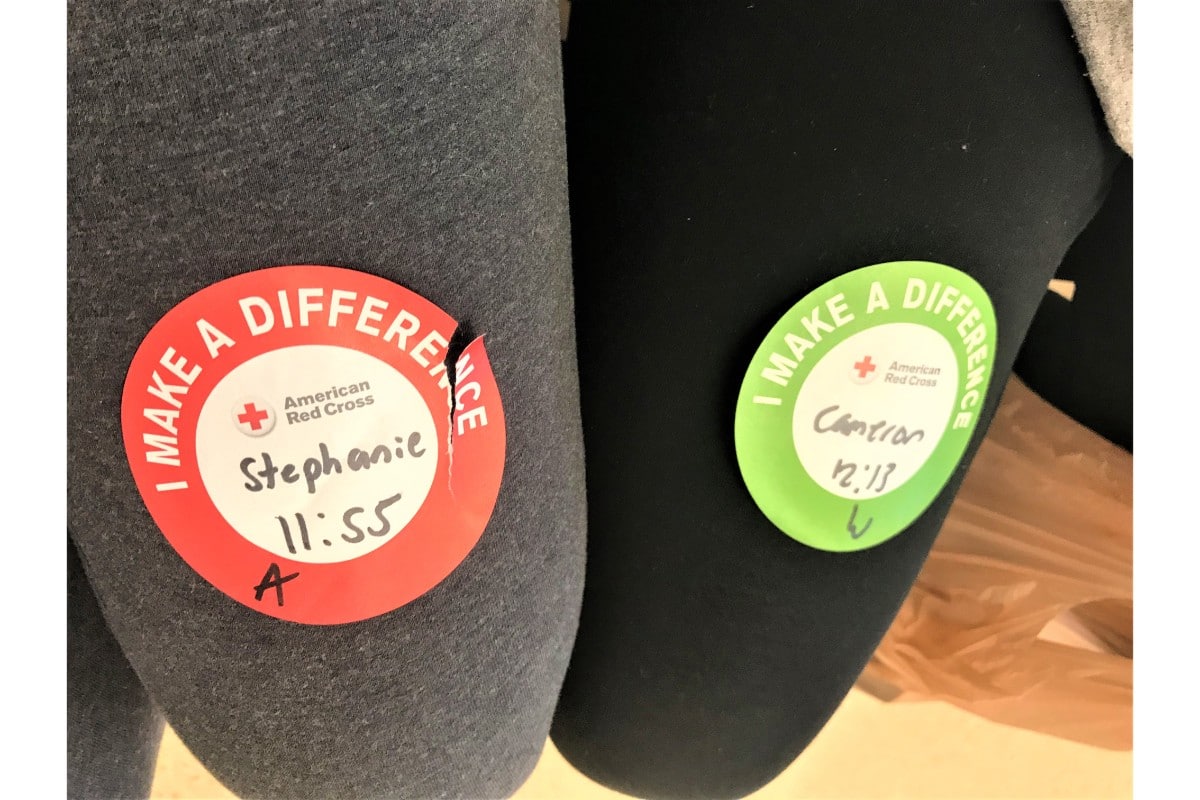 I MAKE A DIFFERENCE
American
Red Cross
Stephanie
11:55
A
I MAKE A DIFFERENCE
American
Red Cross
Cameron
12:13
W